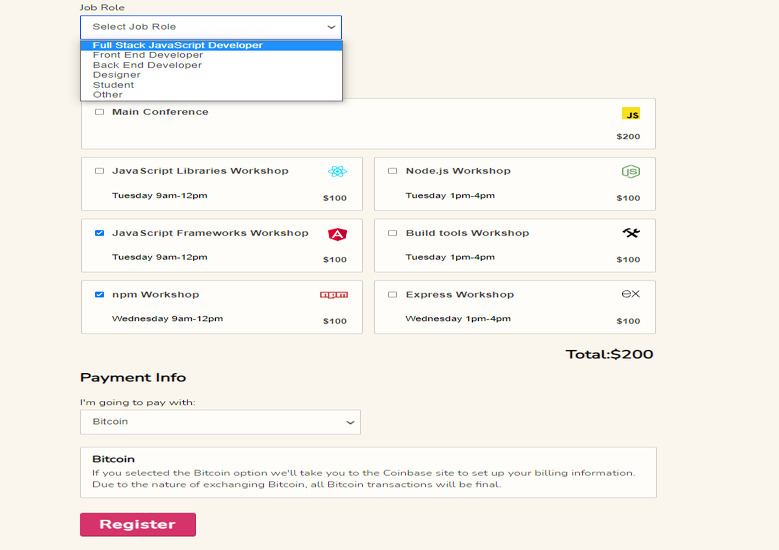 Job Role
Select Job Role
Full Stack JavaScript Developer
Front End Developer
Back End Developer
Designer
Student
Other
Main Conference
JS
$200
JavaScript Libraries Workshop
Tuesday 9am-12pm
$100
Node.js Workshop
JS
Tuesday 1pm-4pm
$100
JavaScript Frameworks Workshop
A
Tuesday 9am-12pm
$100
Build tools Workshop
Tuesday 1pm-4pm
$100
npm Workshop
npm
Wednesday 9am-12pm
$100
Express Workshop
ex
Wednesday 1pm-4pm
$100
Total:$200
Payment Info
I'm going to pay with:
Bitcoin
Bitcoin
If you selected the Bitcoin option we'll take you to the Coinbase site to set up your billing information.
Due to the nature of exchanging Bitcoin, all Bitcoin transactions will be final.
Register